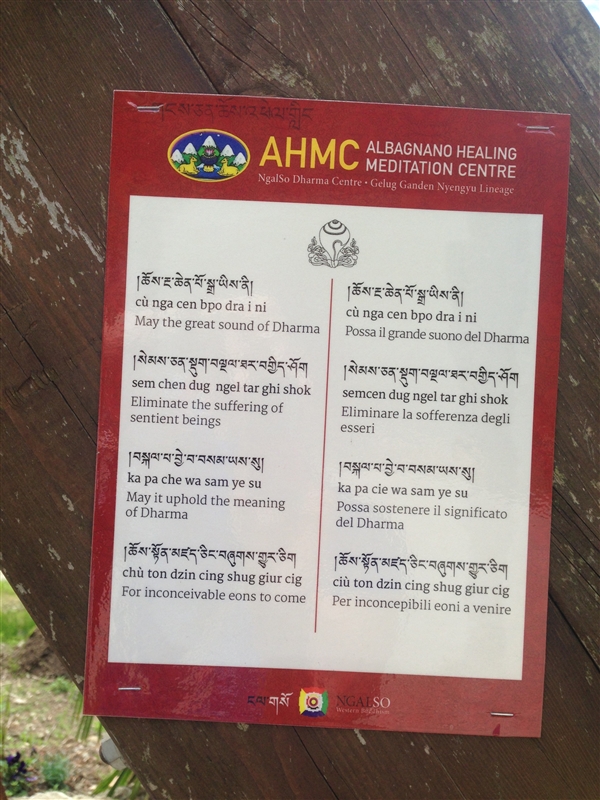 AHMC ALBAGNANO HEALING
MEDITATION CENTRE
NgalSo Dharma Centre • Gelug Ganden Nyengyu Lineage
།ཆོས་རྔ་ཆེན་པོ་སྒྲ་ཡིས་ནི།
cù nga cen bpo dra i ni
May the great sound of Dharma
།སེམས་ཅན་སྡུག་བསྔལ་ཐར་བགྱིད་ཤོག
sem chen dug ngel tar ghi shok
Eliminate the suffering of
sentient beings
།བསྐལ་པ་བྱེ་བ་བསམ་ཡས་སུ།
ka pa che wa sam ye su
May it uphold the meaning
of Dharma
ཆོས་སྟོན་མཛད་ཅིང་བཞུགས་གྱུར་ཅིག
chù ton dzin cing shug giur cig
For inconceivable eons to come
།ཆོས་རྔ་ཆེན་པོ་སྒྲ་ཡིས་ནི།
cù nga cen bpo dra i ni
Possa il grande suono del Dharma
།སེམས་ཅན་སྡུག་བསྔལ་ཐར་བགྱིད་ཤོག
semcen dug ngel tar ghi shok
Eliminare la sofferenza degli
esseri
།བསྐལ་པ་བྱེ་བ་བསམ་ཡས་སུ།
ka pa cie wa sam ye su
Possa sostenere il significato
del Dharma
ཆོས་སྟོན་མཛད་ཅིང་བཞུགས་གྱུར་ཅིག
ciù ton dzin cing shug giur cig
Per inconcepibili eoni a venire
ངལ་གསོ NGALSO
Western Buddhism